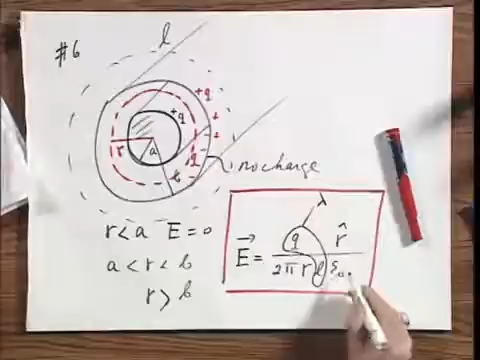 #6
l
+q
+q
+
+
r
a
q
b
no charge
λ
r < a  E = 0
a < r < b
r > b
E⃗ = q r̂ / 2π r l ε₀